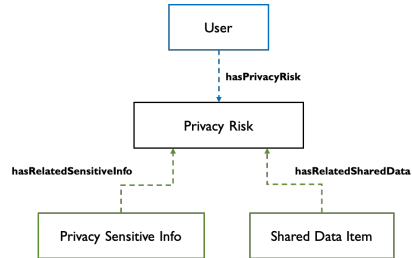 User
hasPrivacyRisk
Privacy Risk
hasRelatedSensitiveInfo
hasRelatedSharedData
Privacy Sensitive Info
Shared Data Item